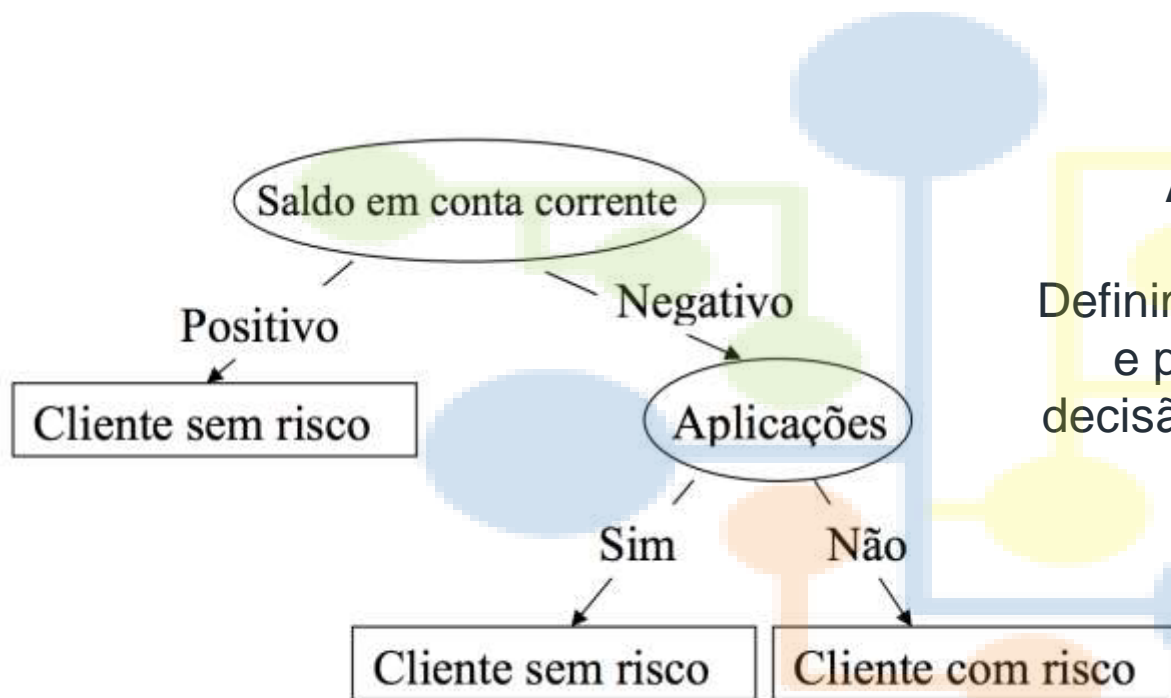 Saldo em conta corrente
Positivo
Negativo
Cliente sem risco
Aplicações
Sim
Não
Cliente sem risco
Cliente com risco
e